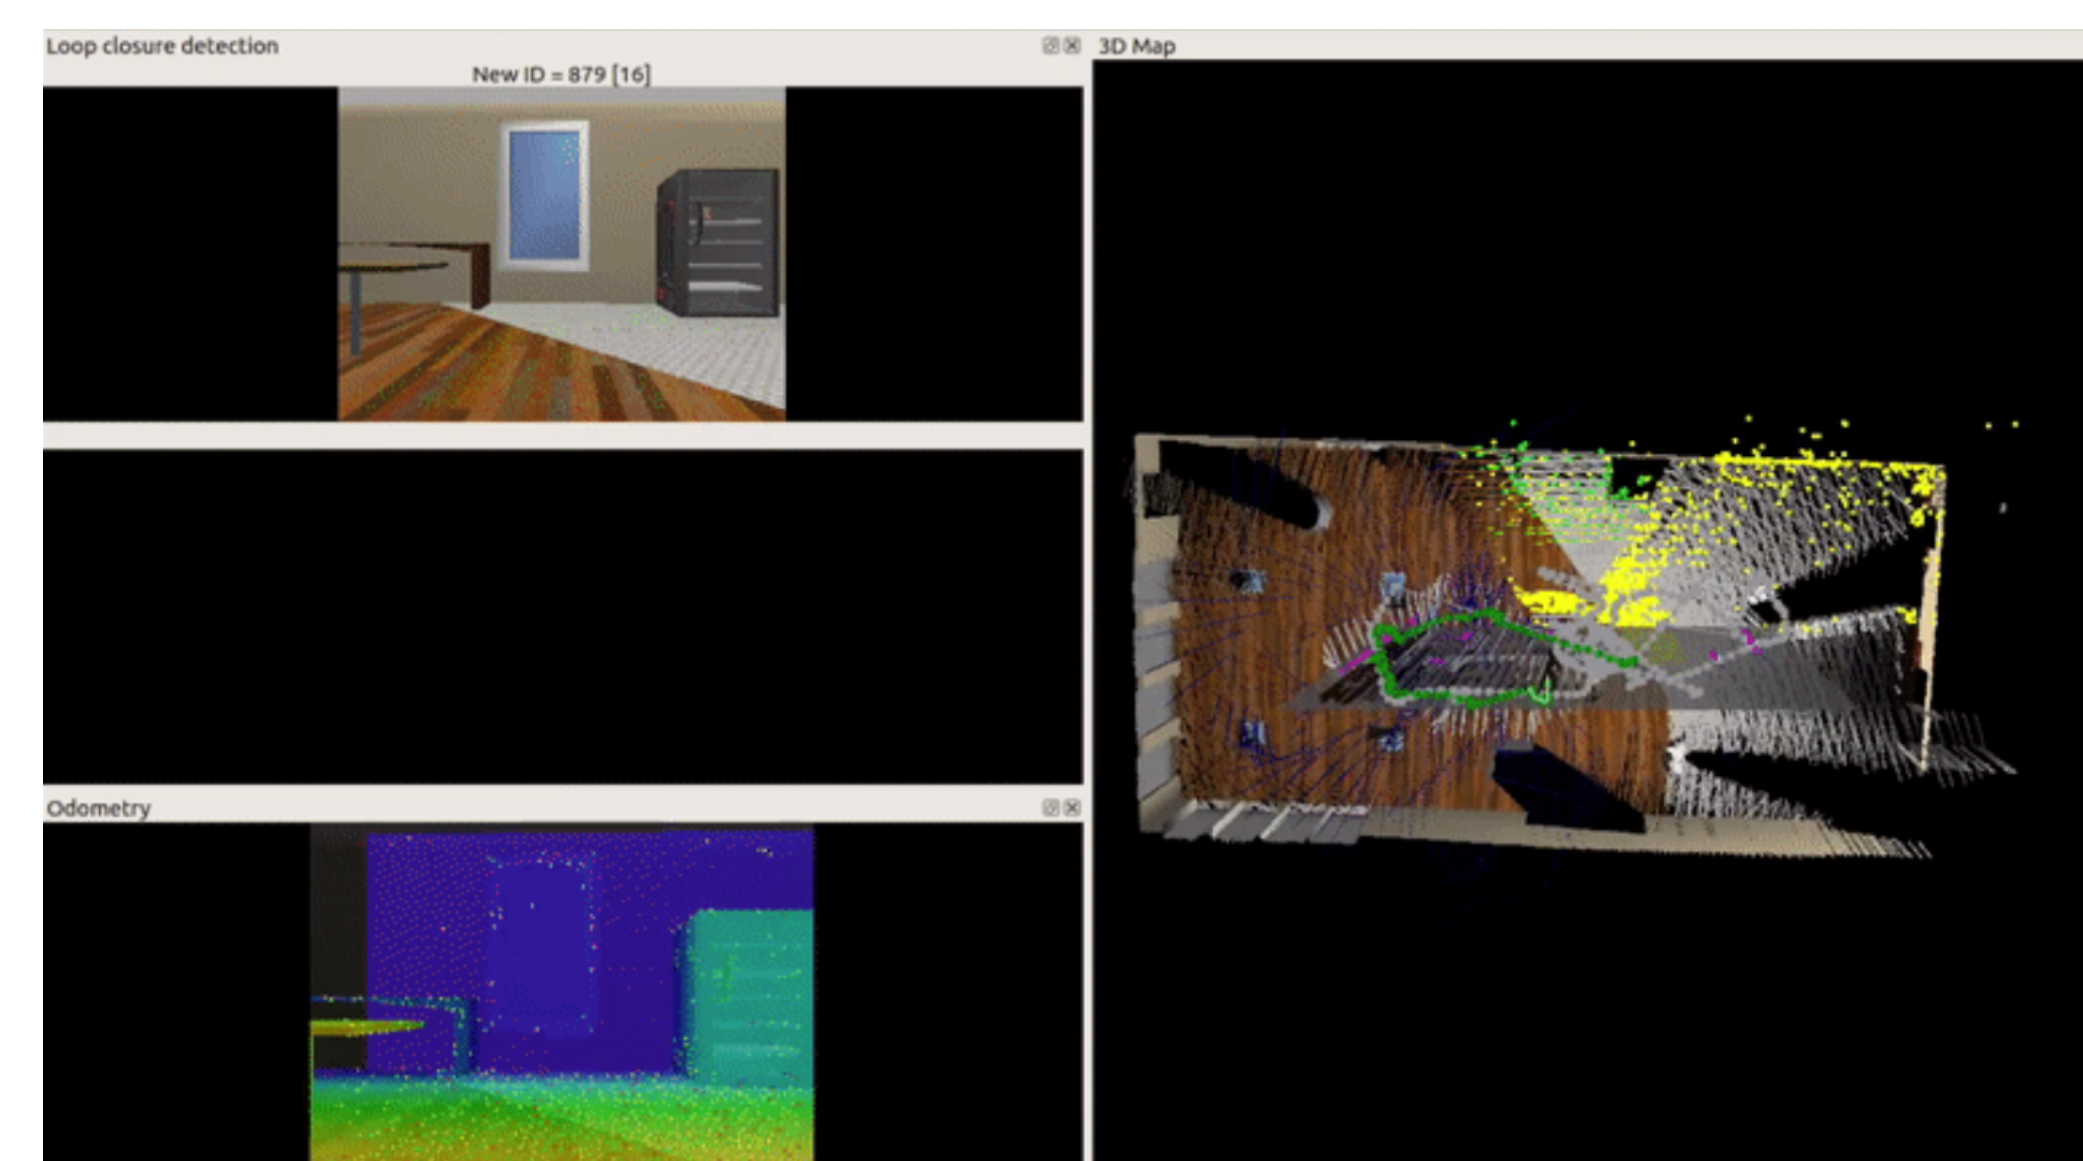 Loop closure detection
New ID = 879 [16]
3D Map
Odometry